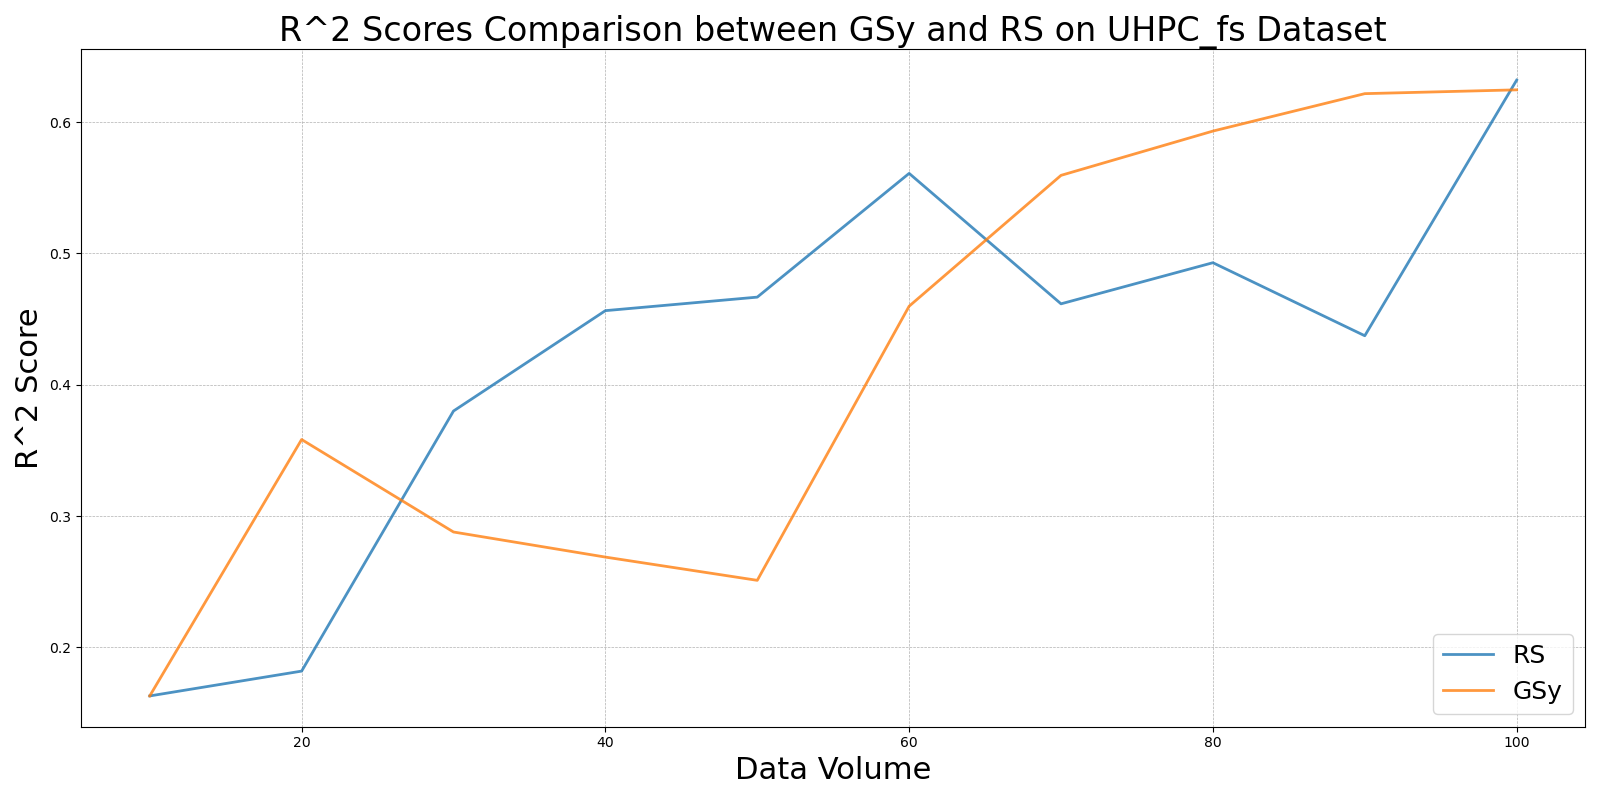 R^2 Scores Comparison between GSy and RS on UHPC_fs Dataset
R^2 Score
0.6
0.5
0.4
0.3
0.2
20 40 60 80 100
Data Volume
RS
GSy